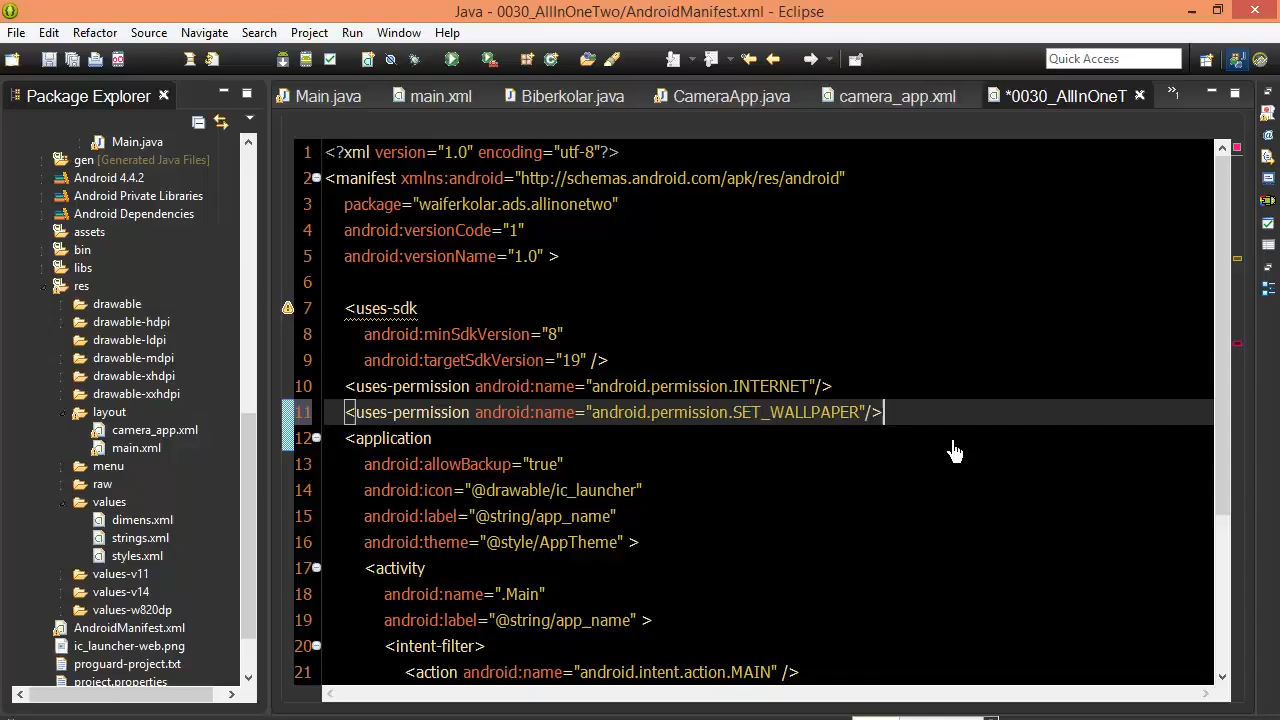 Java - 0030_AllInOneTwo/AndroidManifest.xml - Eclipse
File Edit Refactor Source Navigate Search Project Run Window Help
Quick Access
Package Explorer
Main.java
main.xml
Biberkolar.java
CameraApp.java
camera_app.xml
*0030_AllInOneT
Main.java
gen [Generated Java Files]
Android 4.4.2
Android Private Libraries
Android Dependencies
assets
bin
libs
res
drawable
drawable-hdpi
drawable-ldpi
drawable-mdpi
drawable-xhdpi
drawable-xxhdpi
layout
camera_app.xml
main.xml
menu
raw
values
dimens.xml
strings.xml
styles.xml
values-v11
values-v14
values-w820dp
AndroidManifest.xml
ic_launcher-web.png
proguard-project.txt
project.properties
1 <?xml version="1.0" encoding="utf-8"?>
2 <manifest xmlns:android="http://schemas.android.com/apk/res/android"
3 package="waiferkolar.ads.allinonetwo"
4 android:versionCode="1"
5 android:versionName="1.0" >
6
7 <uses-sdk
8 android:minSdkVersion="8"
9 android:targetSdkVersion="19" />
10 <uses-permission android:name="android.permission.INTERNET"/>
11 <uses-permission android:name="android.permission.SET_WALLPAPER"/>
12 <application
13 android:allowBackup="true"
14 android:icon="@drawable/ic_launcher"
15 android:label="@string/app_name"
16 android:theme="@style/AppTheme" >
17 <activity
18 android:name=".Main"
19 android:label="@string/app_name" >
20 <intent-filter>
21 <action android:name="android.intent.action.MAIN" />